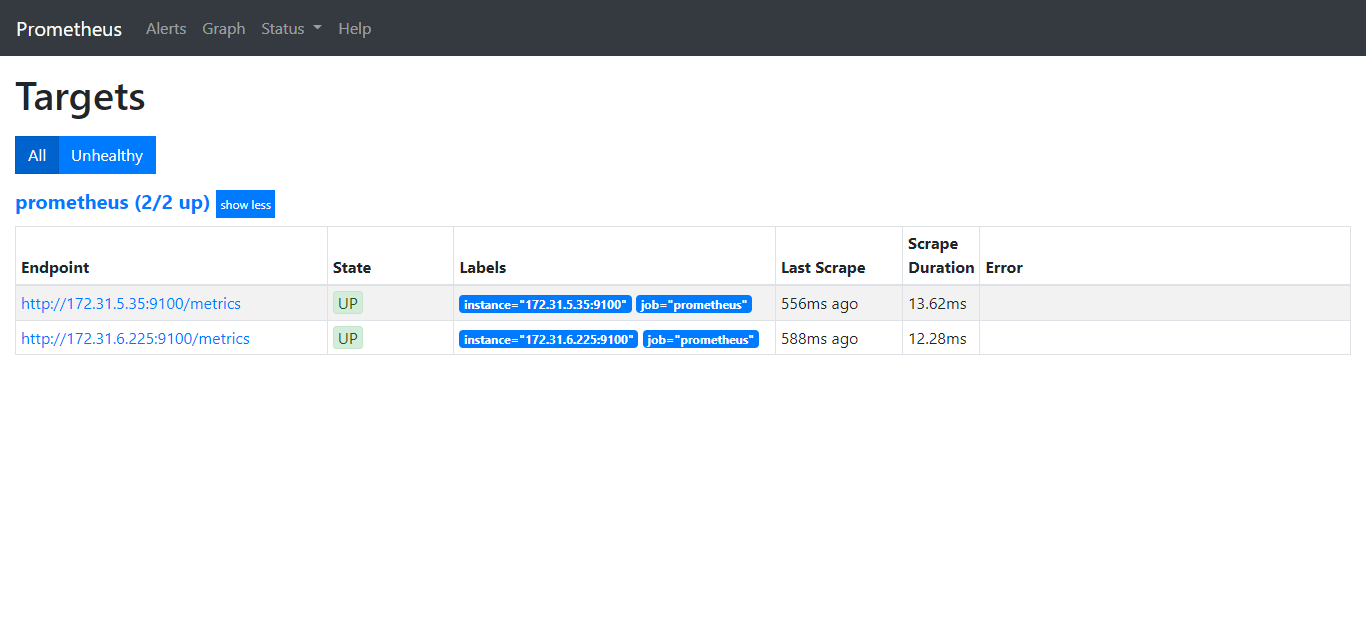 Prometheus Alerts Graph Status Help
Targets
All Unhealthy
prometheus (2/2 up) show less
Endpoint State Labels Last Scrape Scrape Duration Error
http://172.31.5.35:9100/metrics UP instance="172.31.5.35:9100" job="prometheus" 556ms ago 13.62ms
http://172.31.6.225:9100/metrics UP instance="172.31.6.225:9100" job="prometheus" 588ms ago 12.28ms